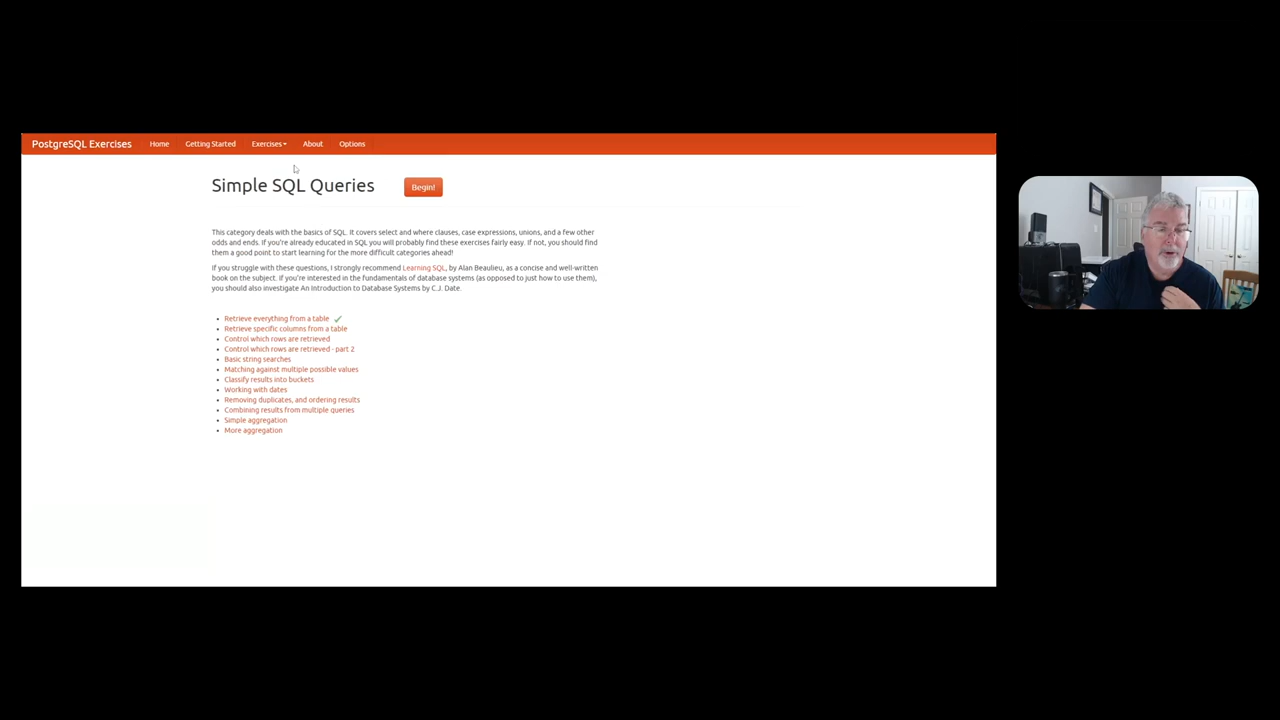 PostgreSQL Exercises Home Getting Started Exercises About Options
Simple SQL Queries Begin!
This category deals with the basics of SQL. It covers select and where clauses, case expressions, unions, and a few other
odds and ends. If you're already educated in SQL you will probably find these exercises fairly easy. If not, you should find
them a good point to start learning for the more difficult categories ahead!
If you struggle with these questions, I strongly recommend Learning SQL, by Alan Beaulieu, as a concise and well-written
book on the subject. If you're interested in the fundamentals of database systems (as opposed to just how to use them),
you should also investigate An Introduction to Database Systems by C.J. Date.
Retrieve everything from a table
Retrieve specific columns from a table
Control which rows are retrieved
Control which rows are retrieved - part 2
Basic string searches
Matching against multiple possible values
Classify results into buckets
Working with dates
Removing duplicates, and ordering results
Combining results from multiple queries
Simple aggregation
More aggregation